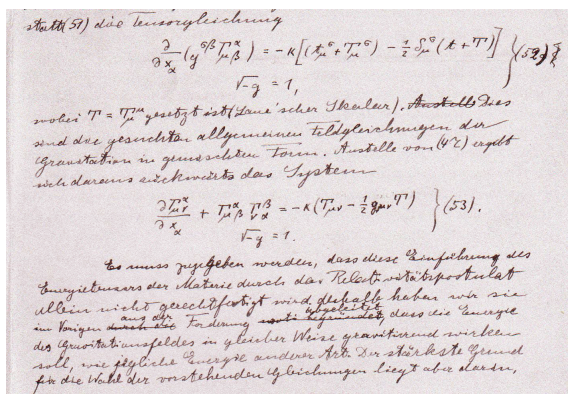 statt (51) die Tensorgleichung
∂/∂x_α (g^{σβ} Γ^α_{μβ}) = −κ[(t_μ^σ + T_μ^σ) − ½ δ_μ^σ (t + T)] } (52)
√−g = 1,
wobei T = T_μ^μ gesetzt ist (Laue'scher Skalar). Anstelle Dies
sind die gesuchten allgemeinen Feldgleichungen der
Gravitation in gemischter Form. Anstelle von (47) ergibt
sich daraus rückwärts das System
∂Γ^α_{μν}/∂x_α + Γ^α_{μβ} Γ^β_{να} = −κ(T_{μν} − ½ g_{μν} T) } (53).
√−g = 1.
Es muss zugegeben werden, dass diese Einführung des
Energietensors der Materie durch das Relativitätspostulat
allein nicht gerechtfertigt wird; deshalb haben wir sie
im Vorigen durch die aus der Forderung abgeleitet, dass die Energie
des Gravitationsfeldes in gleicher Weise gravitierend wirken
soll, wie jegliche Energie anderer Art. Der stärkste Grund
für die Wahl der vorstehenden Gleichungen liegt aber darin,